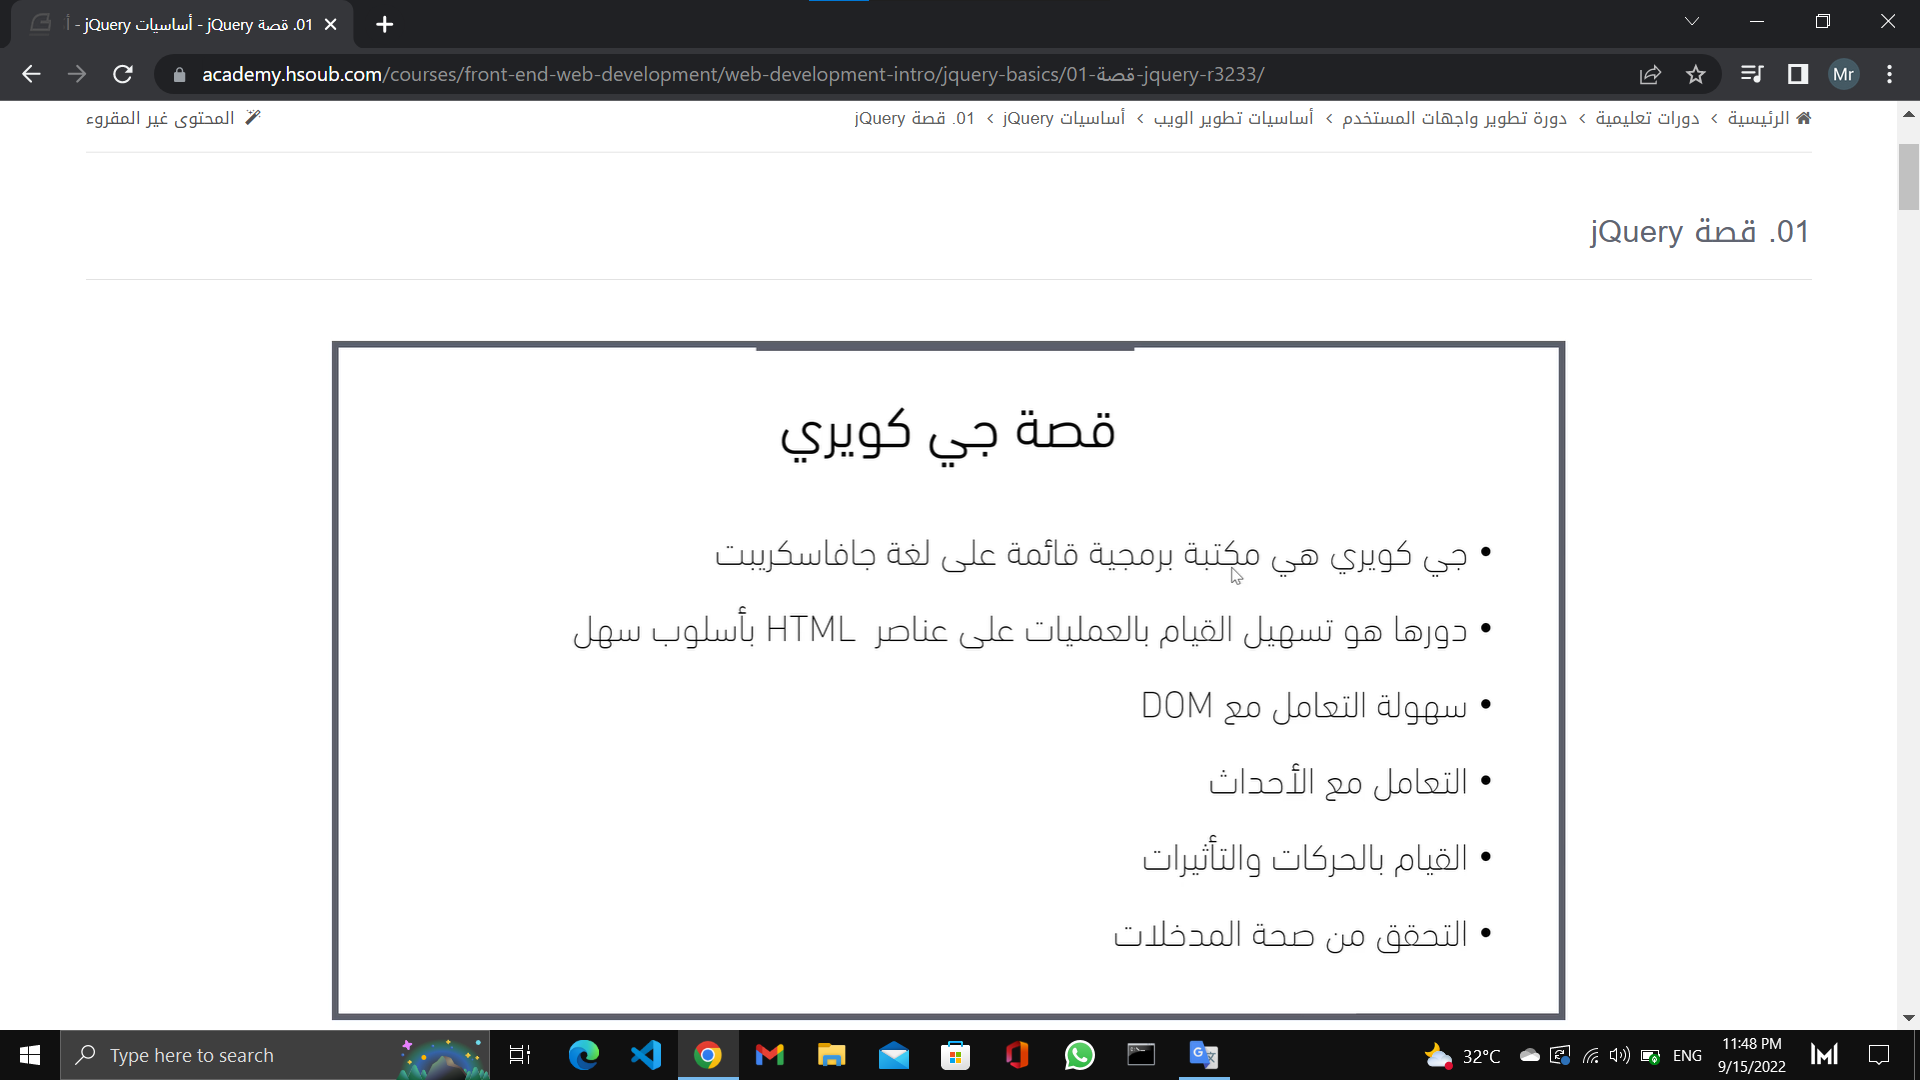 01. قصة jQuery - أساسيات jQuery - أ
academy.hsoub.com/courses/front-end-web-development/web-development-intro/jquery-basics/01-قصة-jquery-r3233/
Mr
الرئيسية > دورات تعليمية > دورة تطوير واجهات المستخدم > أساسيات تطوير الويب > أساسيات jQuery > 01. قصة jQuery
المحتوى غير المقروء
01. قصة jQuery
قصة جي كويري
• جي كويري هي مكتبة برمجية قائمة على لغة جافاسكريبت
• دورها هو تسهيل القيام بالعمليات على عناصر HTML بأسلوب سهل
• سهولة التعامل مع DOM
• التعامل مع الأحداث
• القيام بالحركات والتأثيرات
• التحقق من صحة المدخلات
Type here to search
32°C
ENG
11:48 PM
9/15/2022